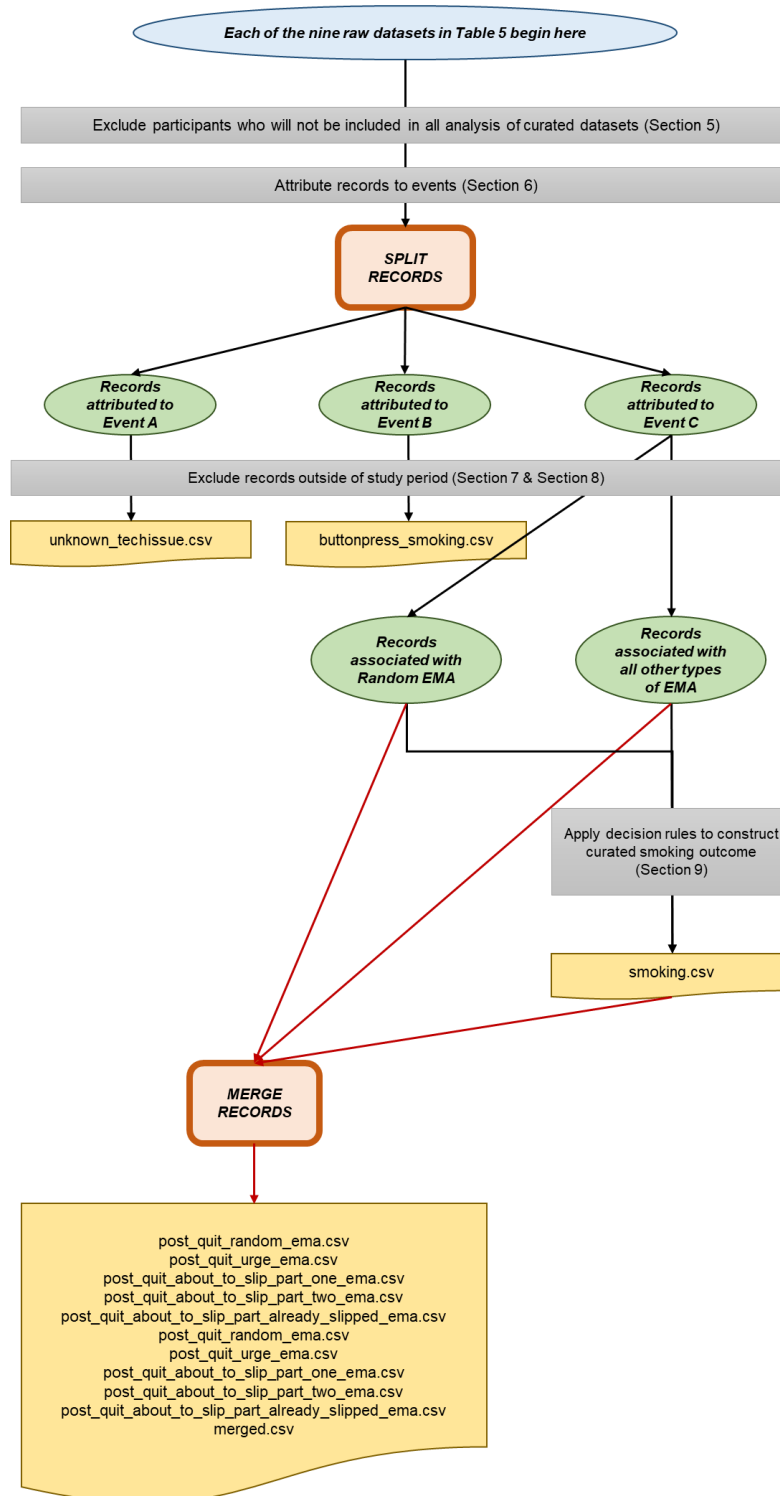 Each of the nine raw datasets in Table 5 begin here
Exclude participants who will not be included in all analysis of curated datasets (Section 5)
Attribute records to events (Section 6)
SPLIT
RECORDS
Records
attributed to
Event A
Records
attributed to
Event B
Records
attributed to
Event C
Exclude records outside of study period (Section 7 & Section 8)
unknown_techissue.csv
buttonpress_smoking.csv
Records
associated with
Random EMA
Records
associated with
all other types
of EMA
Apply decision rules to construct
curated smoking outcome
(Section 9)
smoking.csv
MERGE
RECORDS
post_quit_random_ema.csv
post_quit_urge_ema.csv
post_quit_about_to_slip_part_one_ema.csv
post_quit_about_to_slip_part_two_ema.csv
post_quit_about_to_slip_part_already_slipped_ema.csv
post_quit_random_ema.csv
post_quit_urge_ema.csv
post_quit_about_to_slip_part_one_ema.csv
post_quit_about_to_slip_part_two_ema.csv
post_quit_about_to_slip_part_already_slipped_ema.csv
merged.csv